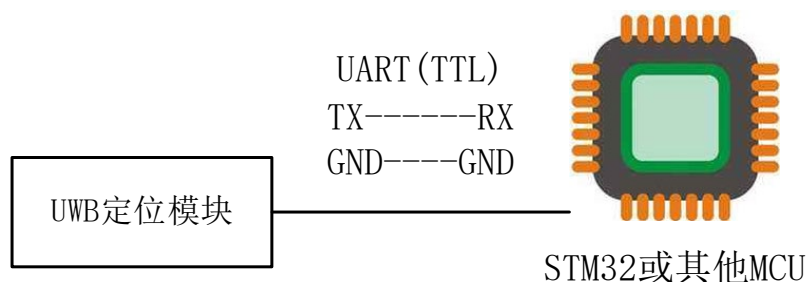 UART(TTL)
TX------RX
GND----GND
UWB定位模块
STM32或其他MCU